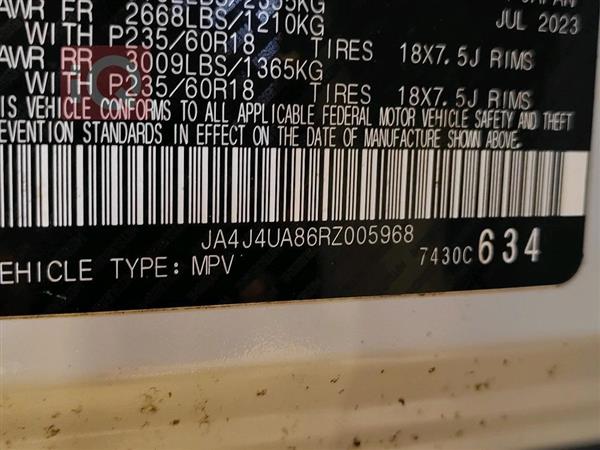 JUL 2023
AWR FR 2668LBS/1210KG
WITH P235/60R18 TIRES 18X7.5J RIMS
AWR RR 3009LBS/1365KG
WITH P235/60R18 TIRES 18X7.5J RIMS
IS VEHICLE CONFORMS TO ALL APPLICABLE FEDERAL MOTOR VEHICLE SAFETY AND THEFT
EVENTION STANDARDS IN EFFECT ON THE DATE OF MANUFACTURE SHOWN ABOVE.
JA4J4UA86RZ005968
EHICLE TYPE: MPV 7430C 634